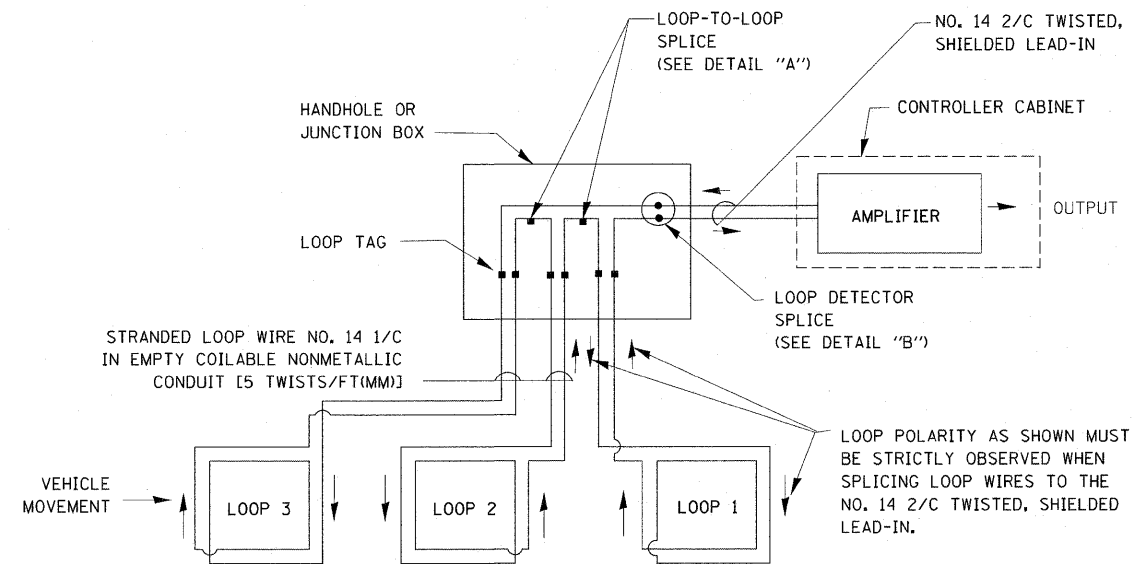 LOOP-TO-LOOP
SPLICE
(SEE DETAIL "A")
NO. 14 2/C TWISTED,
SHIELDED LEAD-IN
HANDHOLE OR
JUNCTION BOX
CONTROLLER CABINET
AMPLIFIER
OUTPUT
LOOP TAG
LOOP DETECTOR
SPLICE
(SEE DETAIL "B")
STRANDED LOOP WIRE NO. 14 1/C
IN EMPTY COILABLE NONMETALLIC
CONDUIT [5 TWISTS/FT(MM)]
LOOP POLARITY AS SHOWN MUST
BE STRICTLY OBSERVED WHEN
SPLICING LOOP WIRES TO THE
NO. 14 2/C TWISTED, SHIELDED
LEAD-IN.
VEHICLE
MOVEMENT
LOOP 3
LOOP 2
LOOP 1